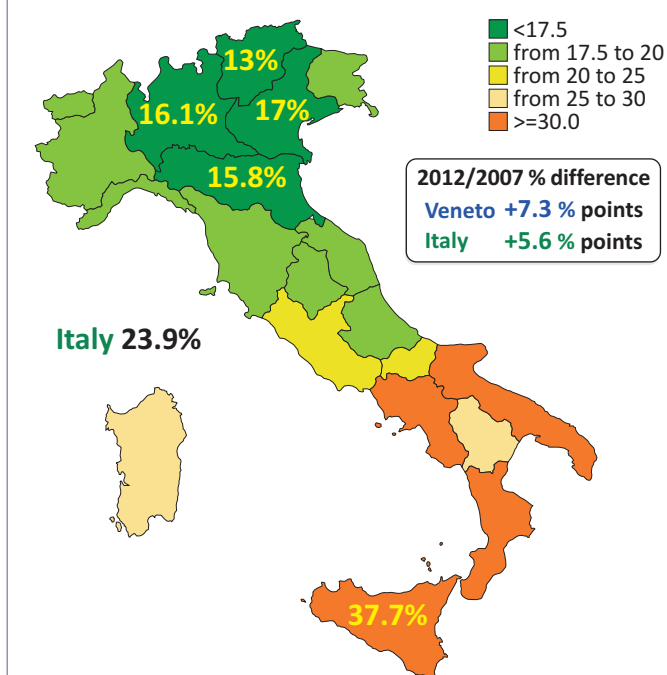 <17.5
from 17.5 to 20
from 20 to 25
from 25 to 30
>=30.0
13%
16.1%
17%
15.8%
2012/2007 % difference
Veneto +7.3 % points
Italy +5.6 % points
Italy 23.9%
37.7%